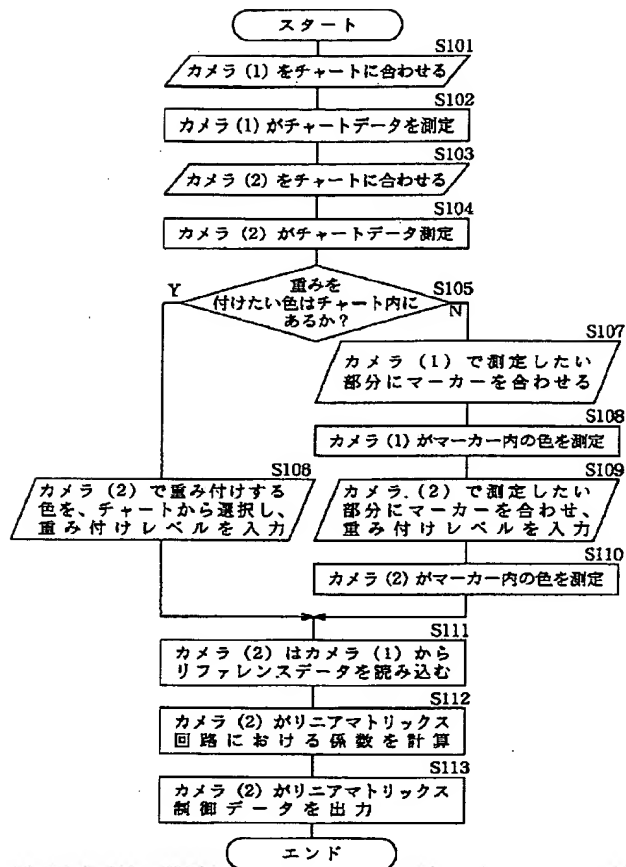 スタート
S101
カメラ(1)をチャートに合わせる
S102
カメラ(1)がチャートデータを測定
S103
カメラ(2)をチャートに合わせる
S104
カメラ(2)がチャートデータ測定
S105
重みを
付けたい色はチャート内に
あるか?
Y
N
S107
カメラ(1)で測定したい
部分にマーカーを合わせる
S108
カメラ(1)がマーカー内の色を測定
S106
カメラ(2)で重み付けする
色を、チャートから選択し、
重み付けレベルを入力
S109
カメラ.(2)で測定したい
部分にマーカーを合わせ、
重み付けレベルを入力
S110
カメラ(2)がマーカー内の色を測定
S111
カメラ(2)はカメラ(1)から
リファレンスデータを読み込む
S112
カメラ(2)がリニアマトリックス
回路における係数を計算
S113
カメラ(2)がリニアマトリックス
制御データを出力
エンド